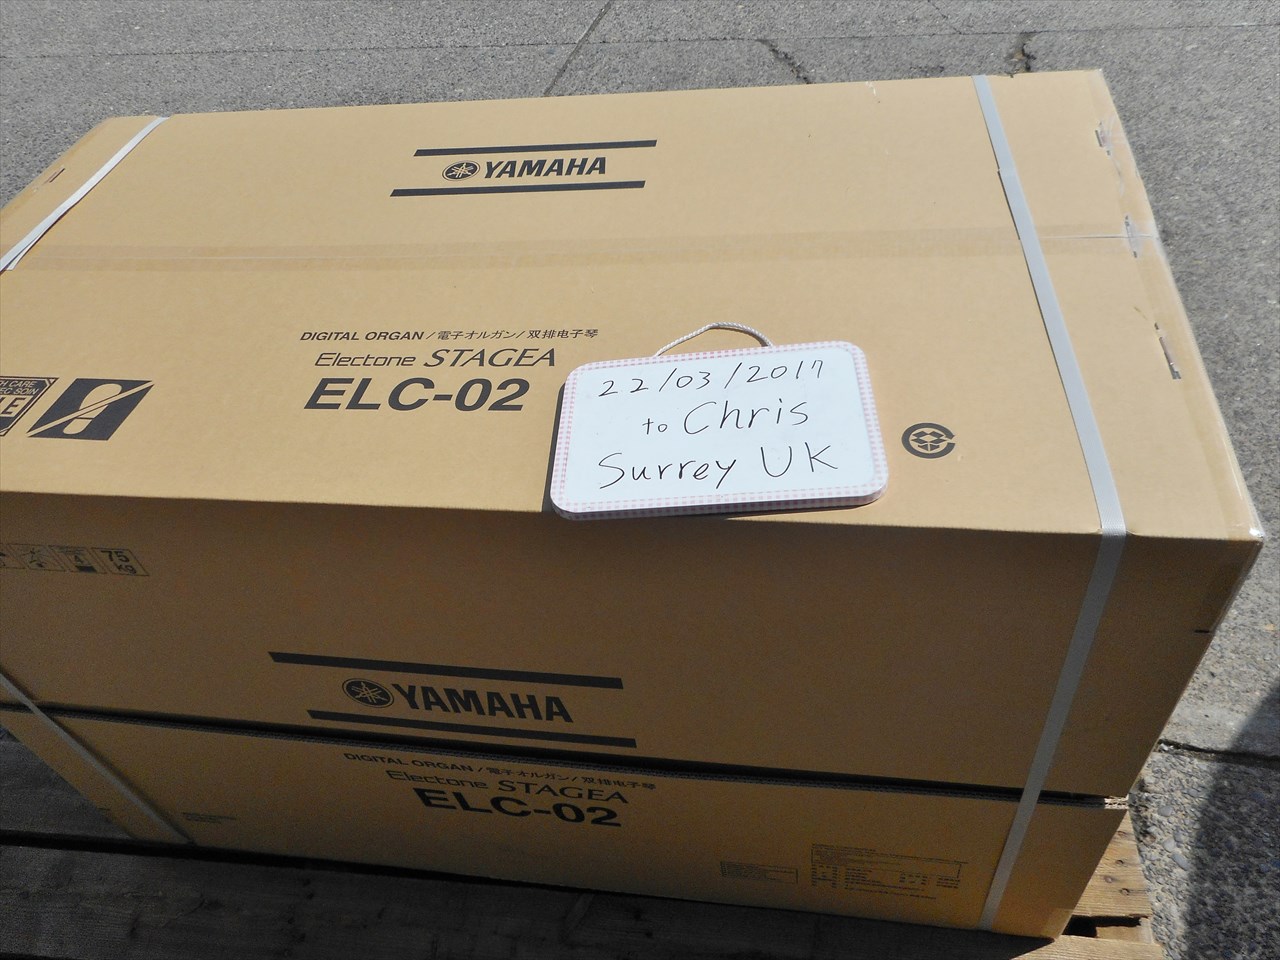 YAMAHA
DIGITAL ORGAN / 電子オルガン / 双排电子琴
Electone STAGEA
ELC-02
22/03/2017
to Chris
Surrey UK
75
kg
YAMAHA
DIGITAL ORGAN / 電子オルガン / 双排电子琴
Electone STAGEA
ELC-02